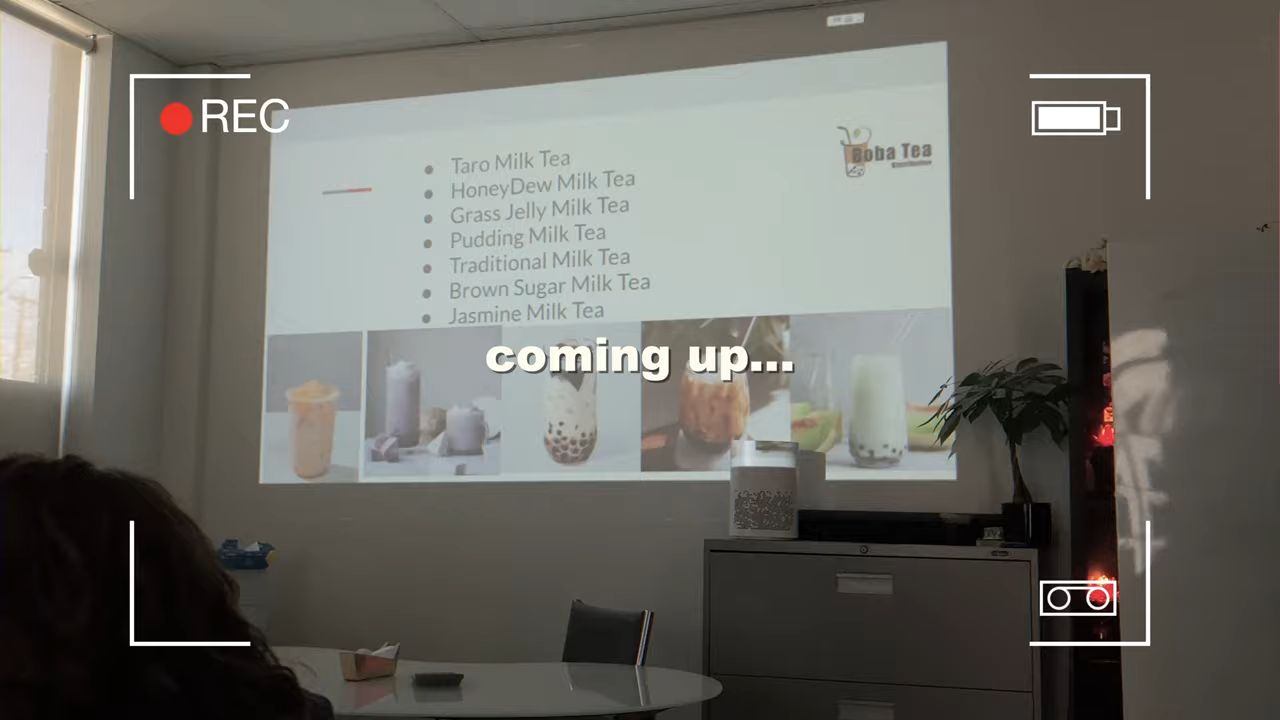 REC
Taro Milk Tea
HoneyDew Milk Tea
Grass Jelly Milk Tea
Pudding Milk Tea
Traditional Milk Tea
Brown Sugar Milk Tea
Jasmine Milk Tea
Boba Tea
coming up...